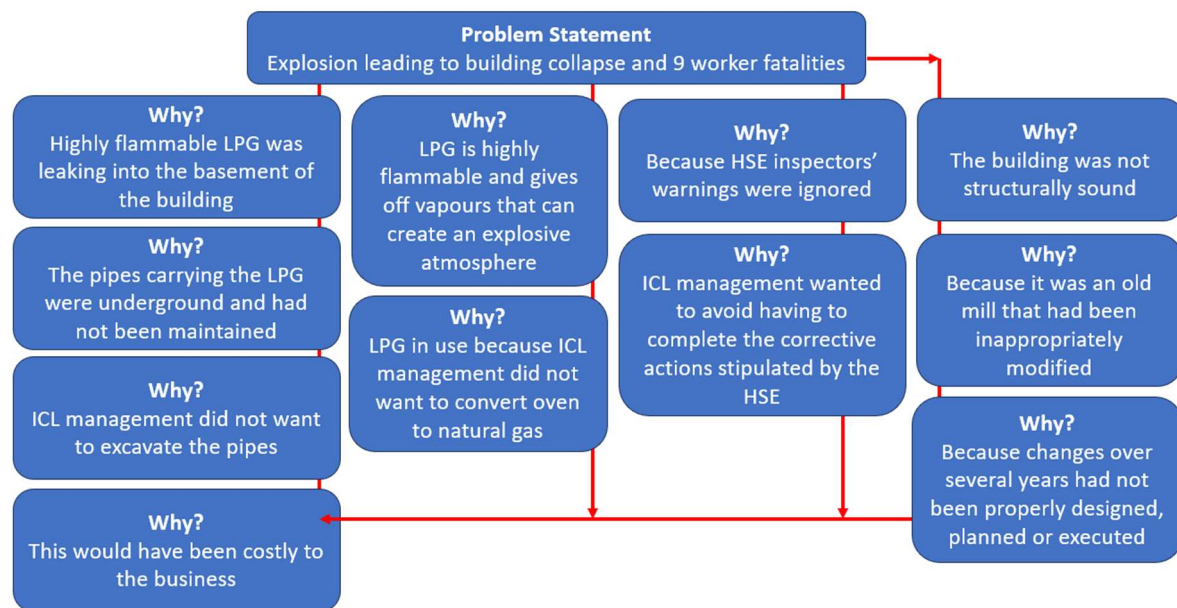 Problem Statement
Explosion leading to building collapse and 9 worker fatalities
Why?
Highly flammable LPG was
leaking into the basement of
the building
Why?
The pipes carrying the LPG
were underground and had
not been maintained
Why?
ICL management did not want
to excavate the pipes
Why?
This would have been costly to
the business
Why?
LPG is highly
flammable and gives
off vapours that can
create an explosive
atmosphere
Why?
LPG in use because ICL
management did not
want to convert oven
to natural gas
Why?
Because HSE inspectors’
warnings were ignored
Why?
ICL management wanted
to avoid having to
complete the corrective
actions stipulated by the
HSE
Why?
The building was not
structurally sound
Why?
Because it was an old
mill that had been
inappropriately
modified
Why?
Because changes over
several years had not
been properly designed,
planned or executed